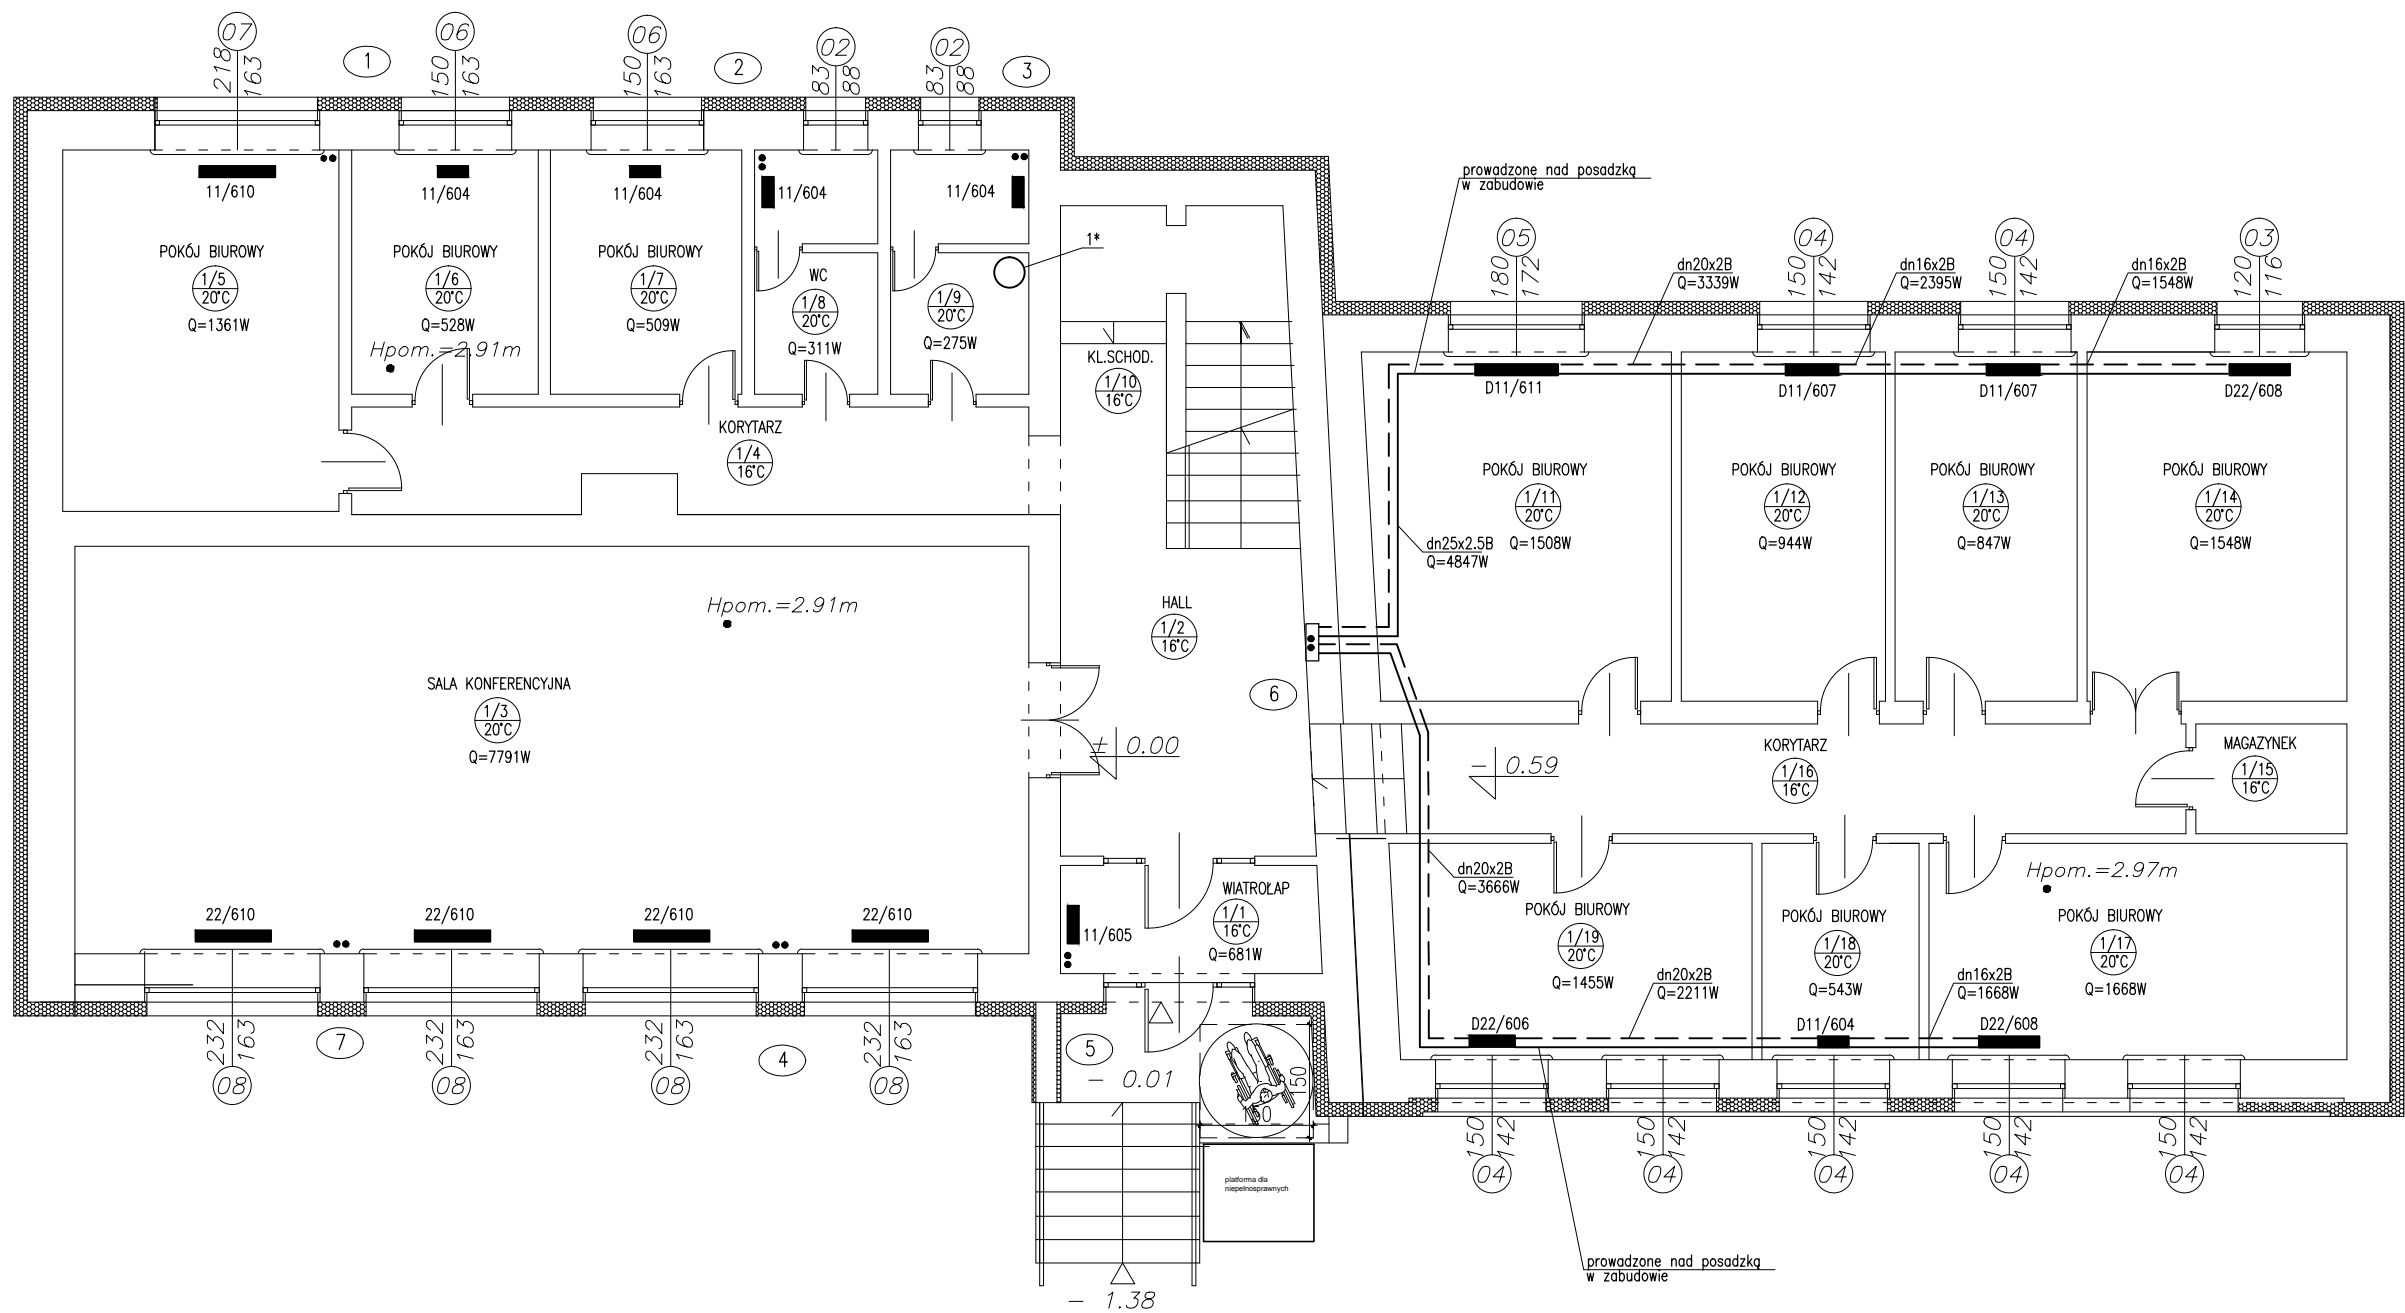 07
218
163
1
06
150
163
06
150
163
2
02
83
88
02
83
88
3
11/610
11/604
11/604
11/604
11/604
POKÓJ BIUROWY
1/5
20°C
Q=1361W
POKÓJ BIUROWY
1/6
20°C
Q=528W
Hpom.=2.91m
POKÓJ BIUROWY
1/7
20°C
Q=509W
WC
1/8
20°C
Q=311W
1/9
20°C
Q=275W
1*
KL.SCHOD.
1/10
16°C
KORYTARZ
1/4
16°C
prowadzone nad posadzką
w zabudowie
05
180
172
dn20x2B
Q=3339W
04
150
142
dn16x2B
Q=2395W
04
150
142
dn16x2B
Q=1548W
03
120
116
D11/611
D11/607
D11/607
D22/608
POKÓJ BIUROWY
1/11
20°C
Q=1508W
POKÓJ BIUROWY
1/12
20°C
Q=944W
POKÓJ BIUROWY
1/13
20°C
Q=847W
POKÓJ BIUROWY
1/14
20°C
Q=1548W
dn25x2.5B
Q=4847W
Hpom.=2.91m
HALL
1/2
16°C
SALA KONFERENCYJNA
1/3
20°C
Q=7791W
6
± 0.00
- 0.59
KORYTARZ
1/16
16°C
MAGAZYNEK
1/15
16°C
22/610
22/610
22/610
22/610
11/605
WIATROŁAP
1/1
16°C
Q=681W
dn20x2B
Q=3666W
Hpom.=2.97m
POKÓJ BIUROWY
1/19
20°C
Q=1455W
POKÓJ BIUROWY
1/18
20°C
Q=543W
POKÓJ BIUROWY
1/17
20°C
Q=1668W
dn20x2B
Q=2211W
dn16x2B
Q=1668W
D22/606
D11/604
D22/608
232
163
08
7
232
163
08
232
163
08
4
232
163
08
5
- 0.01
150
150
142
04
150
142
04
150
142
04
150
142
04
150
142
04
platforma dla
niepełnosprawnych
prowadzone nad posadzką
w zabudowie
- 1.38